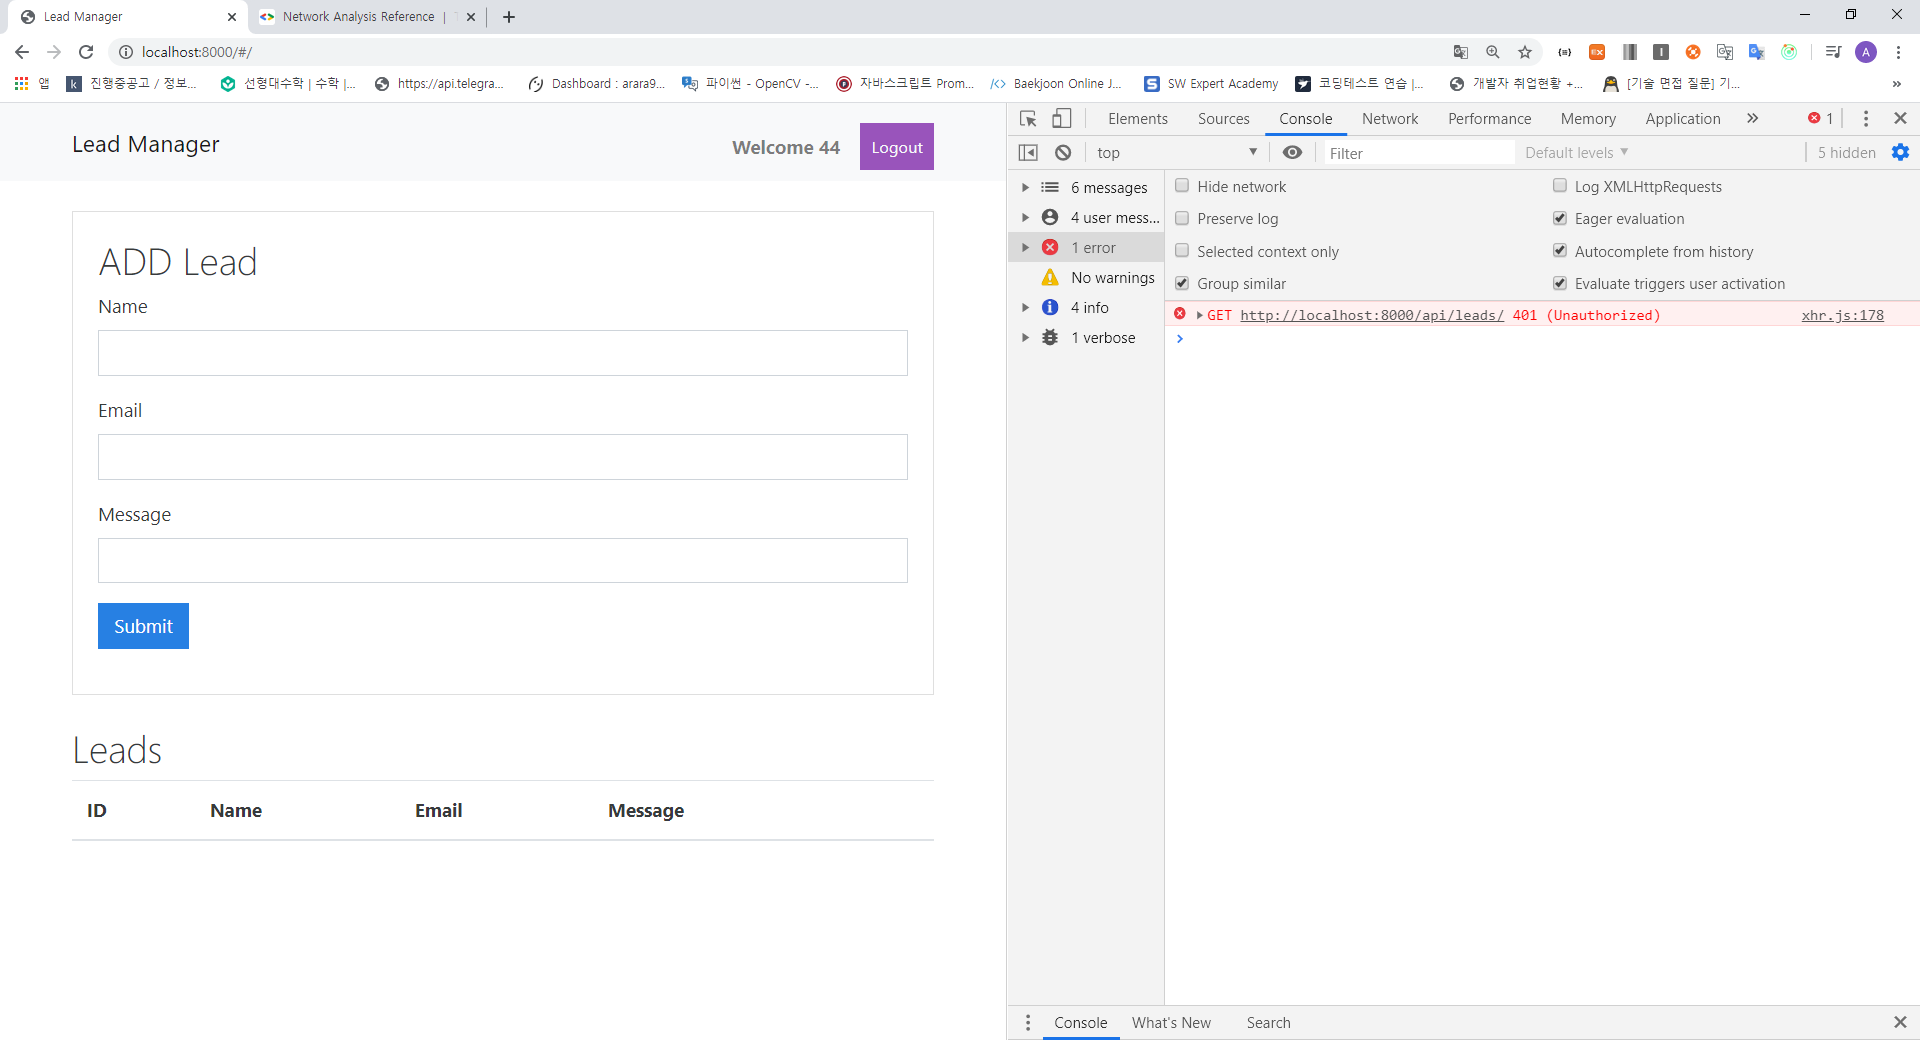 Lead Manager
Network Analysis Reference |
localhost:8000/#/
앱
진행중공고 / 정보...
선형대수학 | 수학 |...
https://api.telegra...
Dashboard : arara9...
파이썬 - OpenCV -...
자바스크립트 Prom...
Baekjoon Online J...
SW Expert Academy
코딩테스트 연습 |...
개발자 취업현황 +...
[기술 면접 질문] 기...
»
Lead Manager
Welcome 44
Logout
ADD Lead
Name
Email
Message
Submit
Leads
ID Name Email Message
Elements Sources Console Network Performance Memory Application » 1
top Filter Default levels 5 hidden
6 messages
4 user mess...
1 error
No warnings
4 info
1 verbose
Hide network
Log XMLHttpRequests
Preserve log
Eager evaluation
Selected context only
Autocomplete from history
Group similar
Evaluate triggers user activation
GET http://localhost:8000/api/leads/ 401 (Unauthorized) xhr.js:178
Console What's New Search